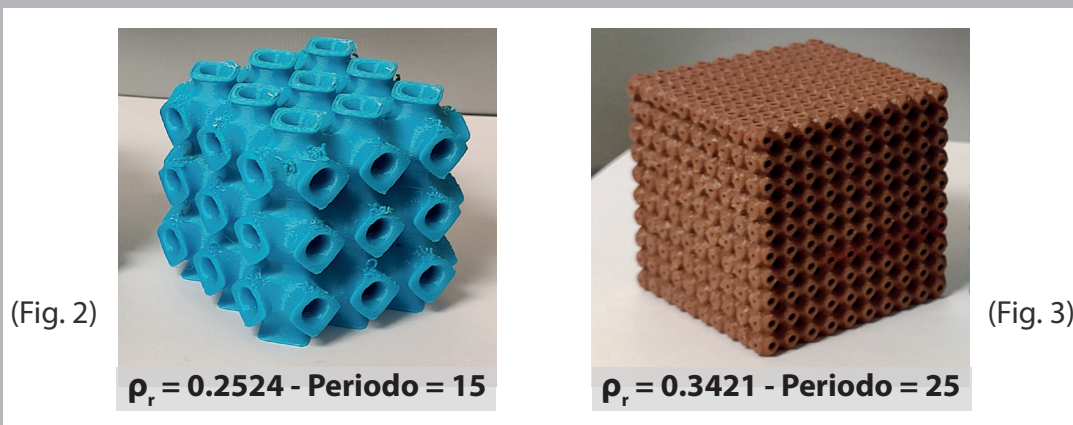 (Fig. 2)
(Fig. 3)
ρr = 0.2524 - Periodo = 15
ρr = 0.3421 - Periodo = 25